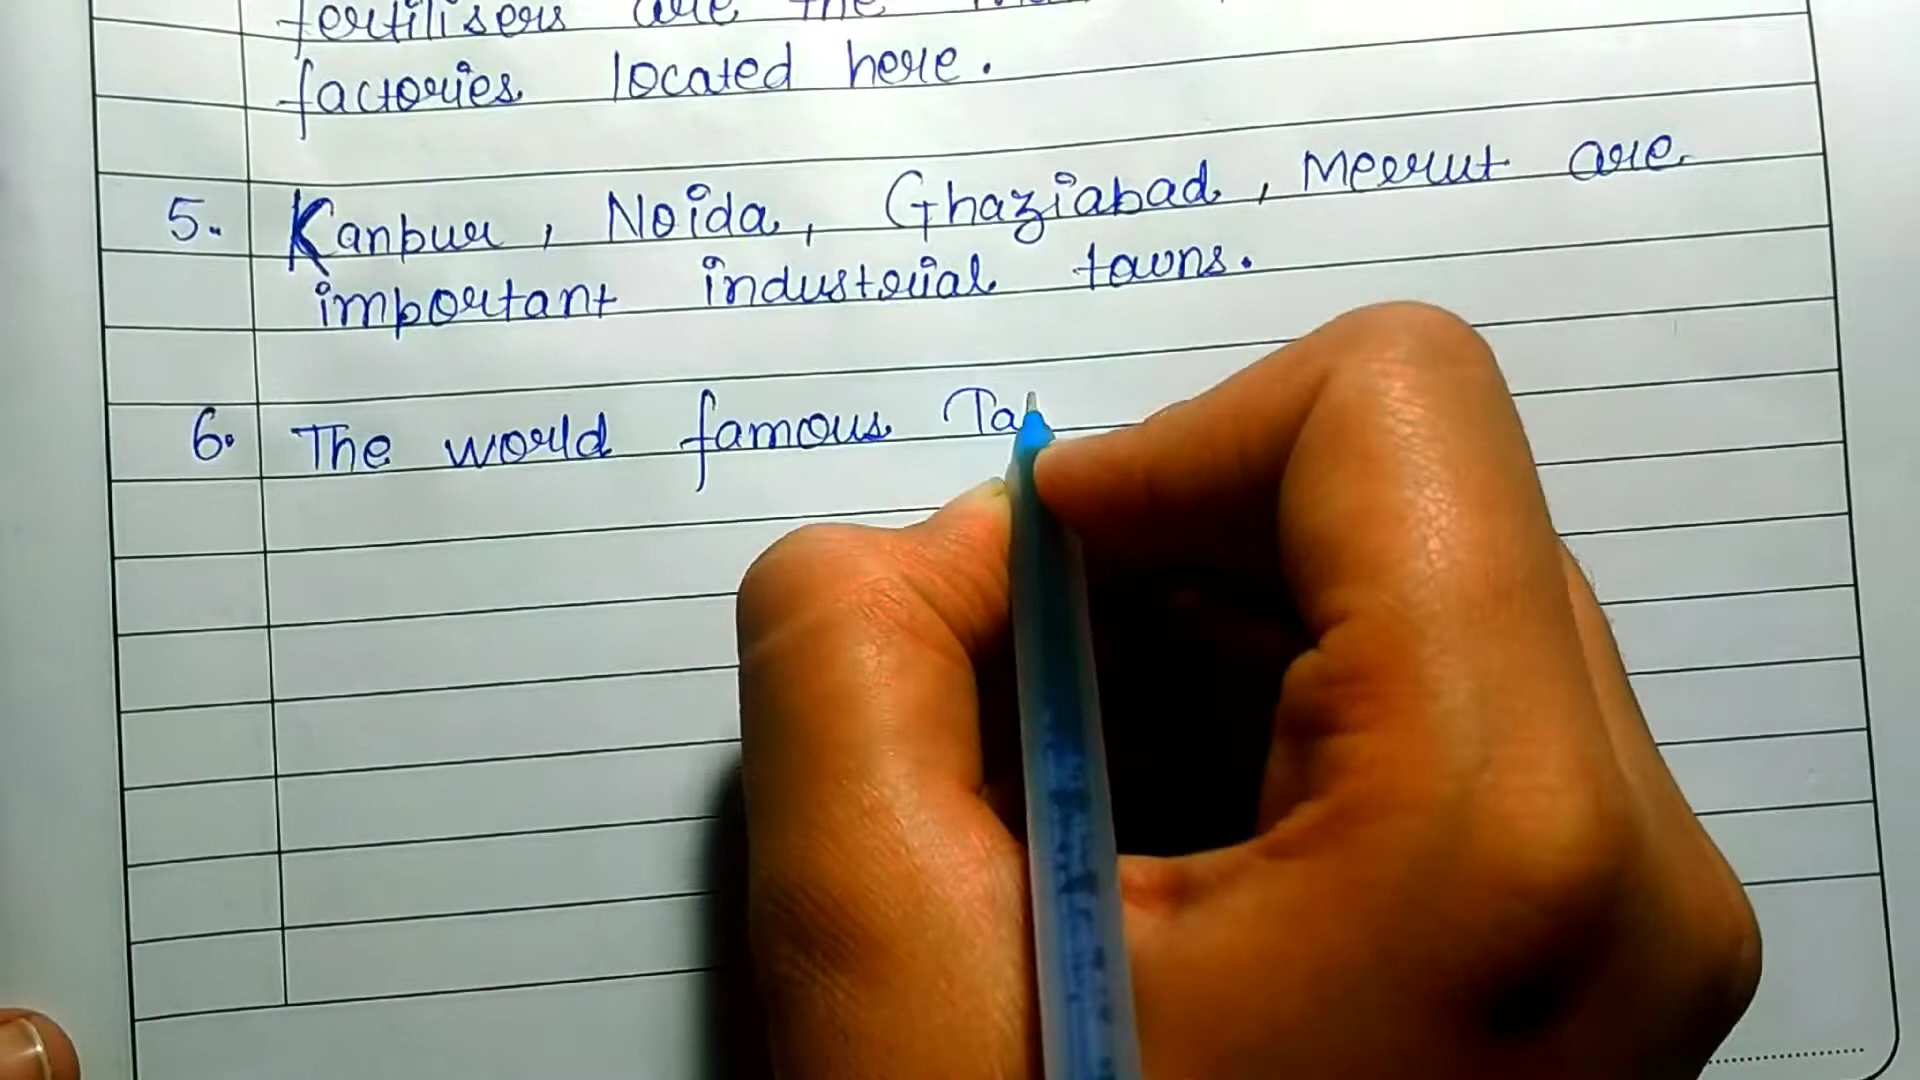 fertilisers are the
factories located here.
5. Kanpur, Noida, Ghaziabad, Meerut are
important industrial towns.
6. The world famous Ta